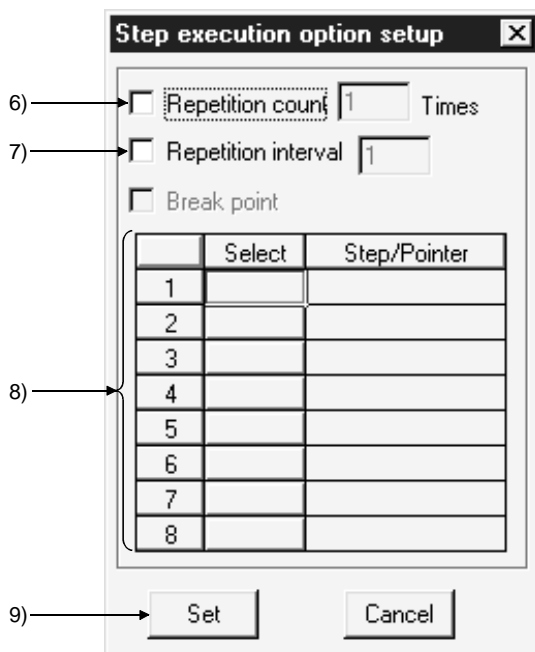 Step execution option setup
6) Repetition count 1 Times
7) Repetition interval 1
Break point
Select Step/Pointer
1
2
3
8) 4
5
6
7
8
9) Set Cancel